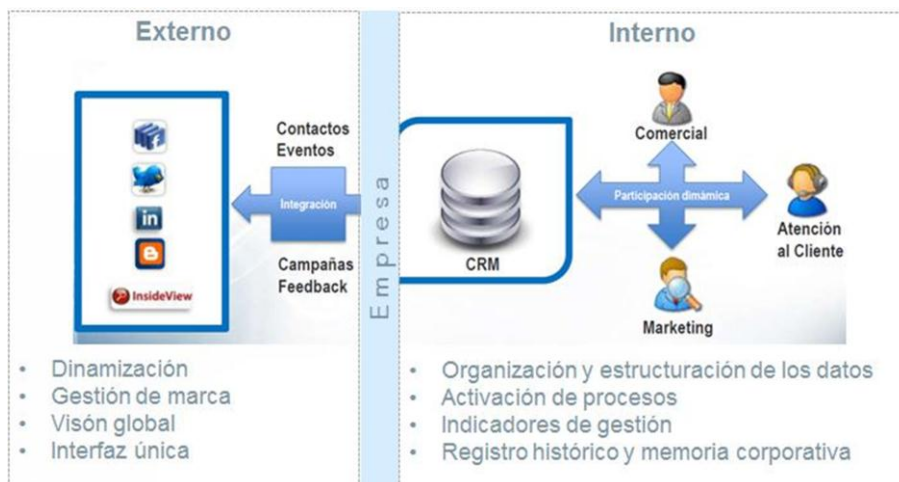 Externo
Contactos
Eventos
Integración
Campañas
Feedback
in
InsideView
Dinamización
Gestión de marca
Visón global
Interfaz única
Empresa
Interno
CRM
Comercial
Participación dimámica
Atención
al Cliente
Marketing
Organización y estructuración de los datos
Activación de procesos
Indicadores de gestión
Registro histórico y memoria corporativa